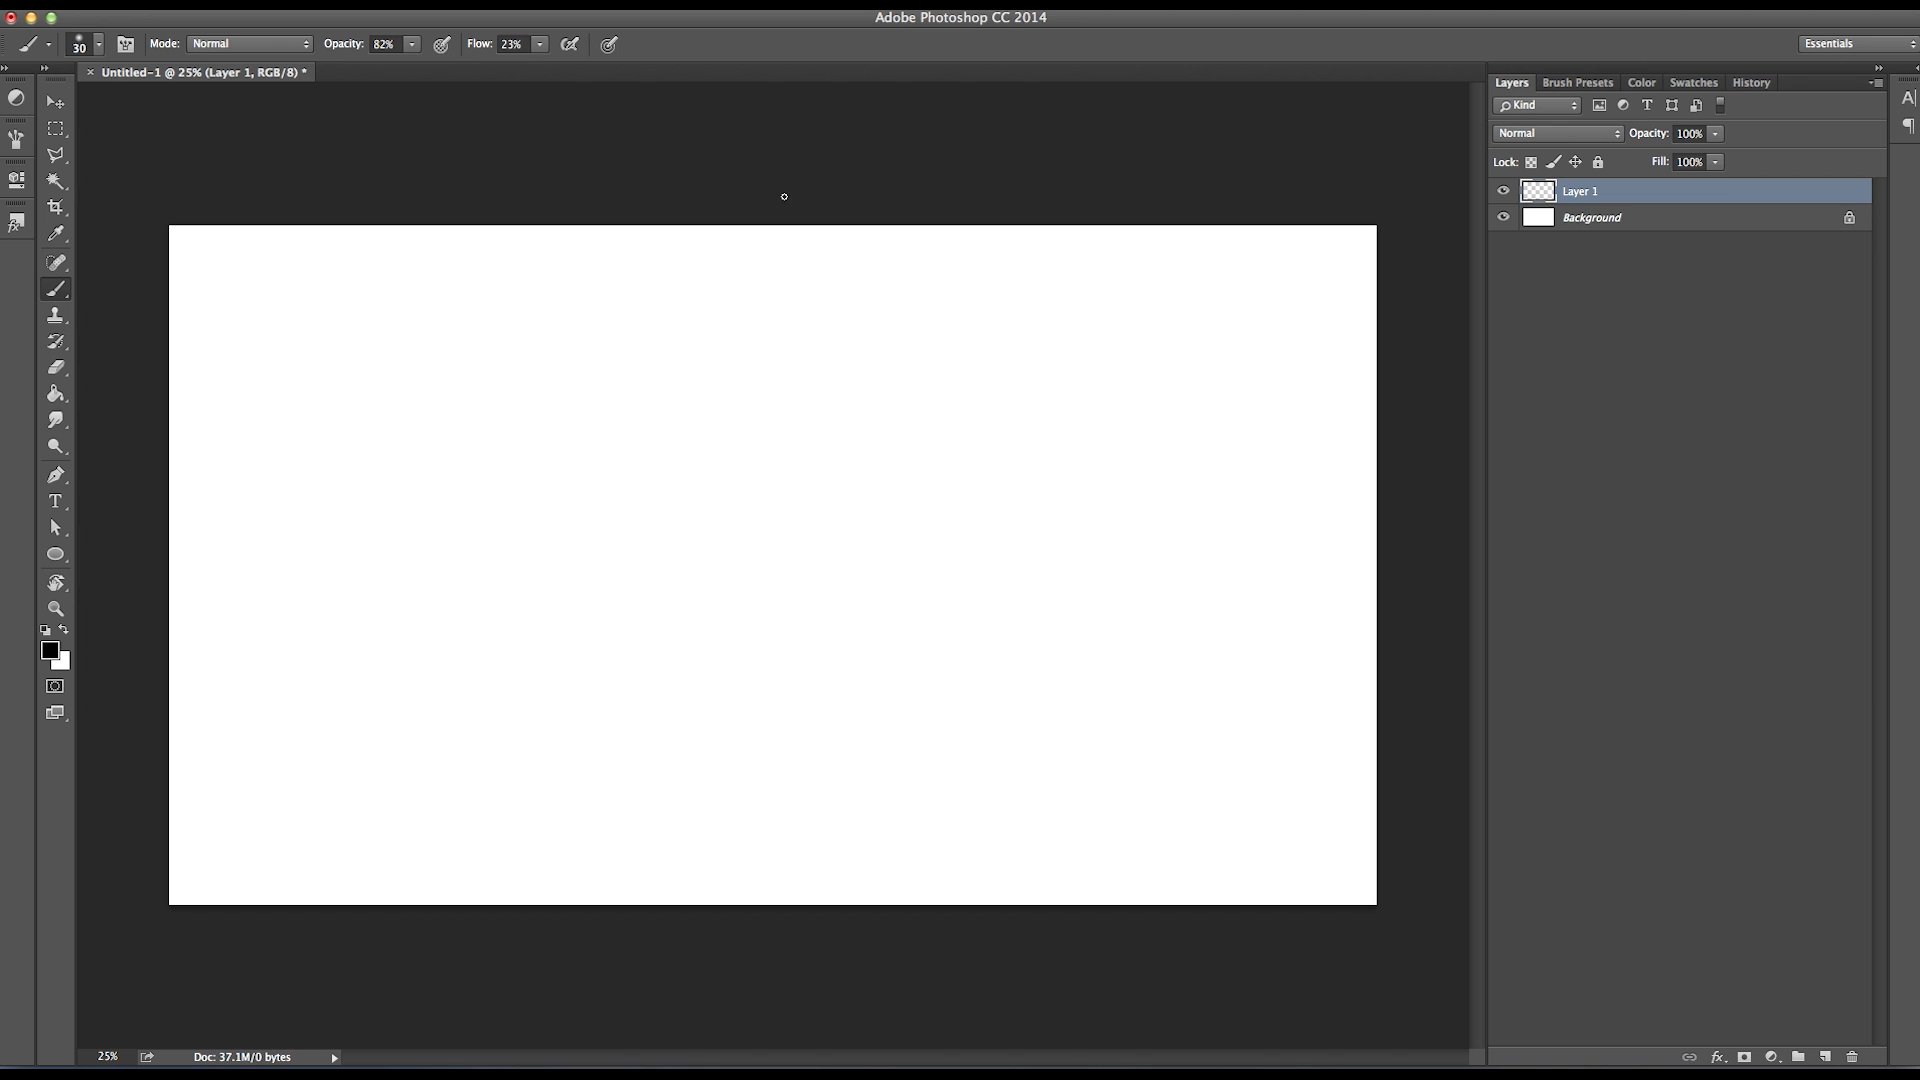 Adobe Photoshop CC 2014
30 Mode: Normal Opacity: 82% Flow: 23% Essentials
Untitled-1 @ 25% (Layer 1, RGB/8) *
Layers Brush Presets Color Swatches History
Kind
Normal Opacity: 100%
Lock: Fill: 100%
Layer 1
Background
25% Doc: 37.1M/0 bytes